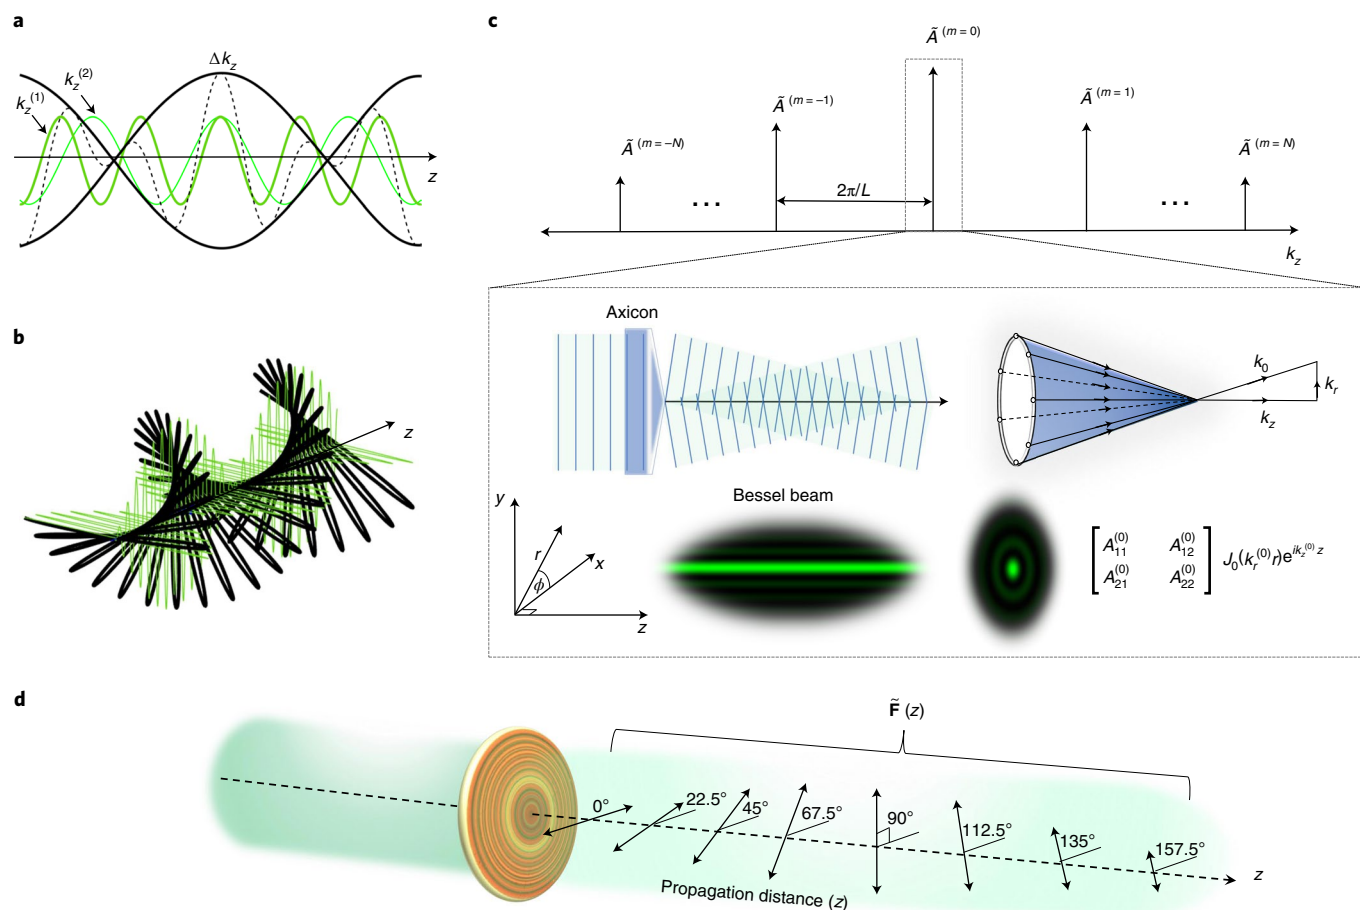 a
Δk_z
k_z^(1)
k_z^(2)
z
b
z
c
Ã^(m = 0)
Ã^(m = −1)
Ã^(m = 1)
Ã^(m = −N)
Ã^(m = N)
2π/L
... ...
k_z
Axicon
k_0
k_r
k_z
Bessel beam
y
r
x
ϕ
z
[A_11^(0) A_12^(0)
A_21^(0) A_22^(0)] J_0(k_r^(0) r)e^(ik_z^(0) z)
d
F̃ (z)
0°
22.5°
45°
67.5°
90°
112.5°
135°
157.5°
z
Propagation distance (z)